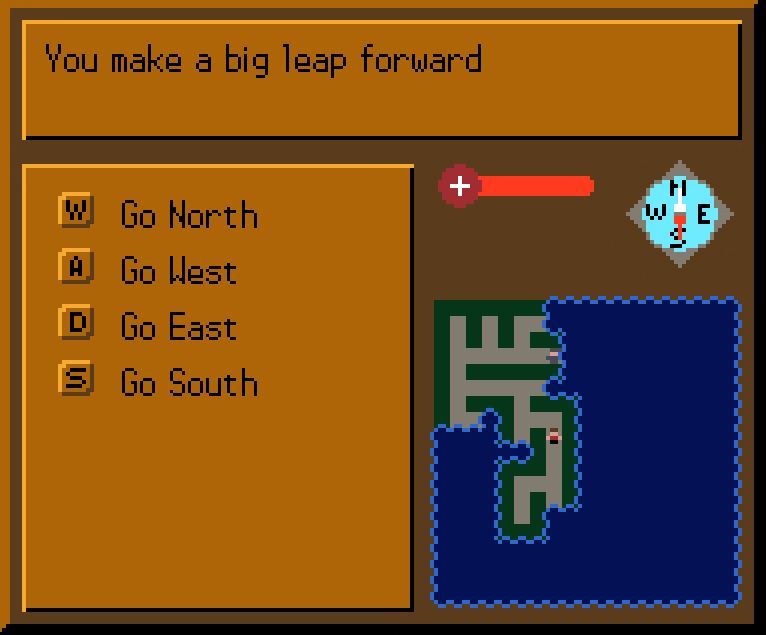 You make a big leap forward
W Go North
A Go West
D Go East
S Go South
N
W E
S